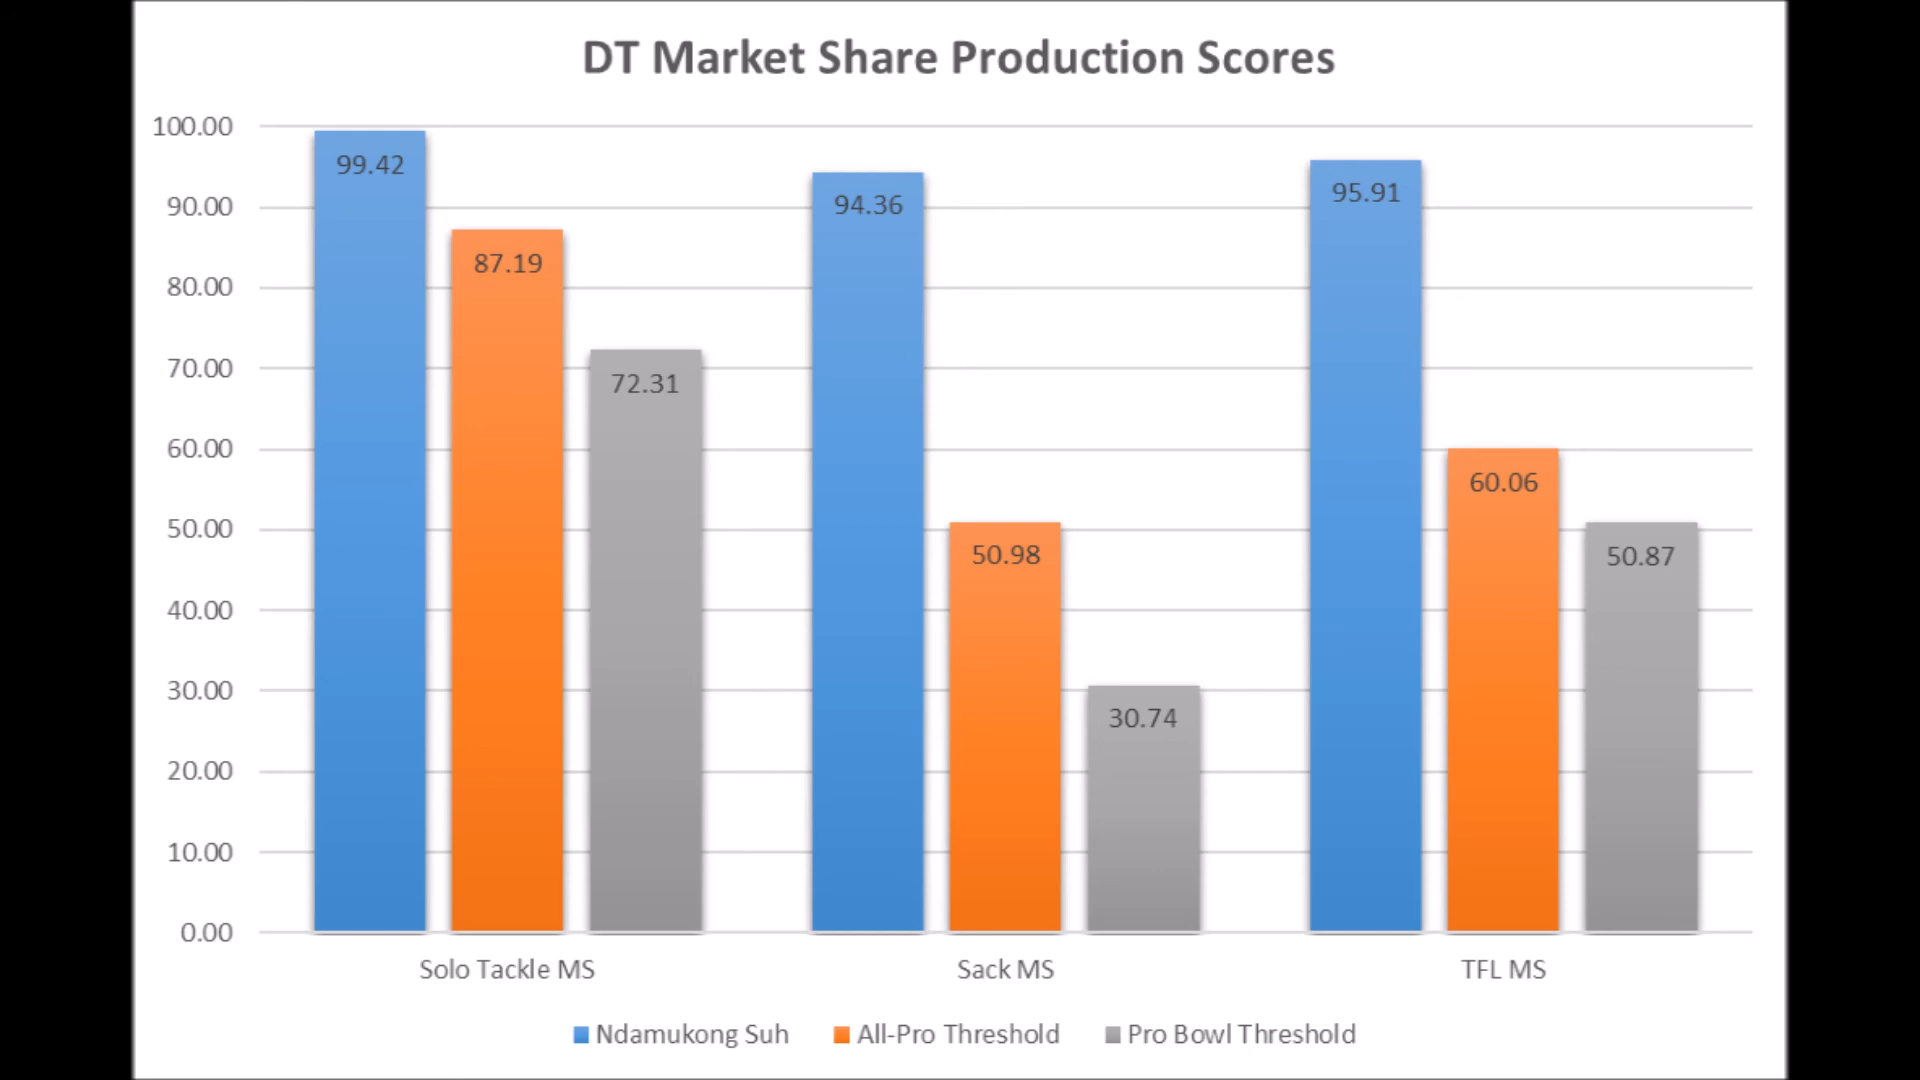 DT Market Share Production Scores
100.00
90.00
80.00
70.00
60.00
50.00
40.00
30.00
20.00
10.00
0.00
99.42
87.19
72.31
94.36
50.98
30.74
95.91
60.06
50.87
Solo Tackle MS
Sack MS
TFL MS
Ndamukong Suh
All-Pro Threshold
Pro Bowl Threshold